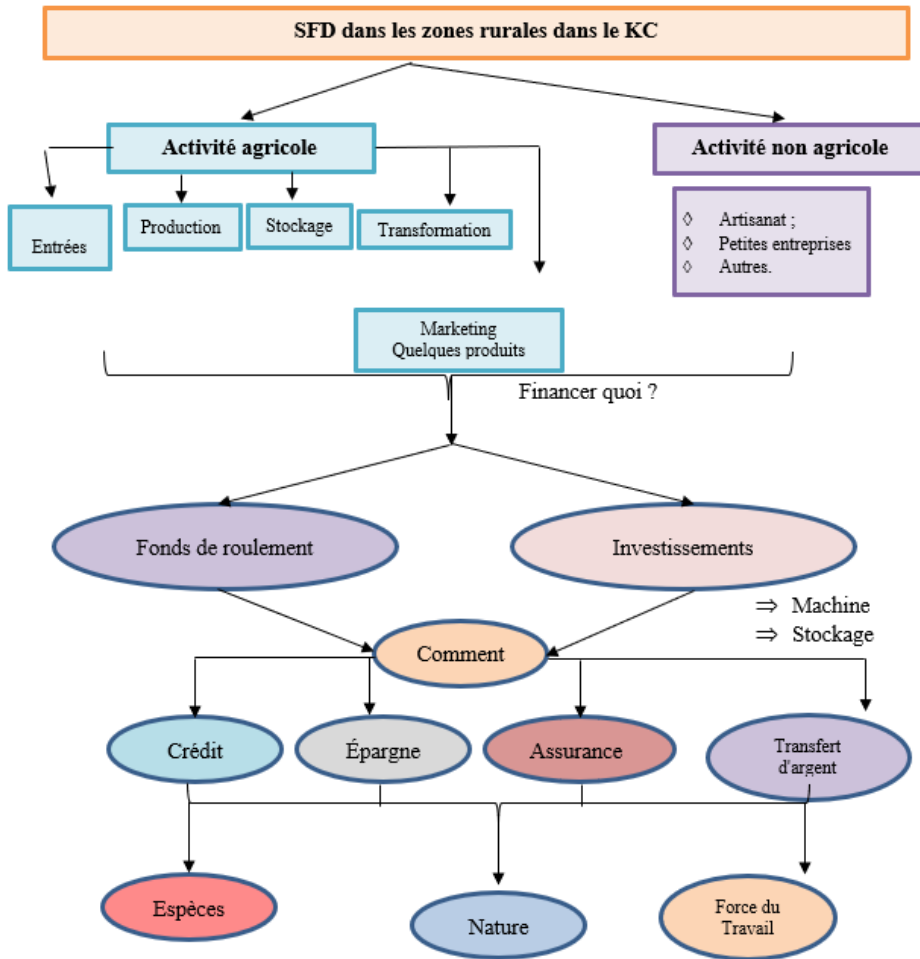 SFD dans les zones rurales dans le KC
Activité agricole
Activité non agricole
Entrées
Production
Stockage
Transformation
◊ Artisanat ;
◊ Petites entreprises
◊ Autres.
Marketing
Quelques produits
Financer quoi ?
Fonds de roulement
Investissements
⇒ Machine
⇒ Stockage
Comment
Crédit
Épargne
Assurance
Transfert
d'argent
Espèces
Nature
Force du
Travail